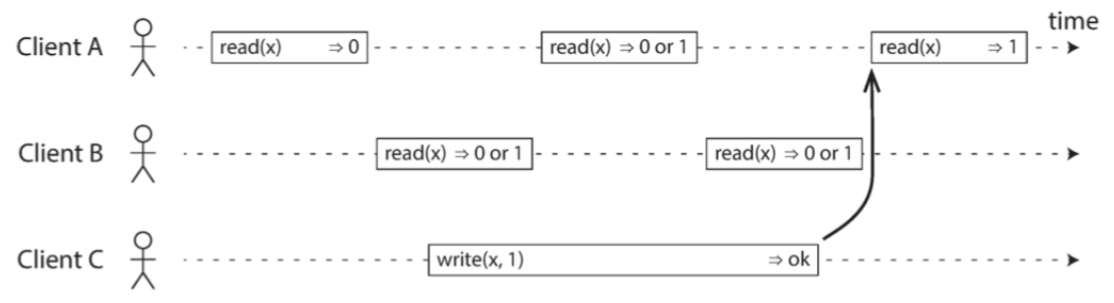 time
Client A read(x) ⇒ 0 read(x) ⇒ 0 or 1 read(x) ⇒ 1
Client B read(x) ⇒ 0 or 1 read(x) ⇒ 0 or 1
Client C write(x, 1) ⇒ ok